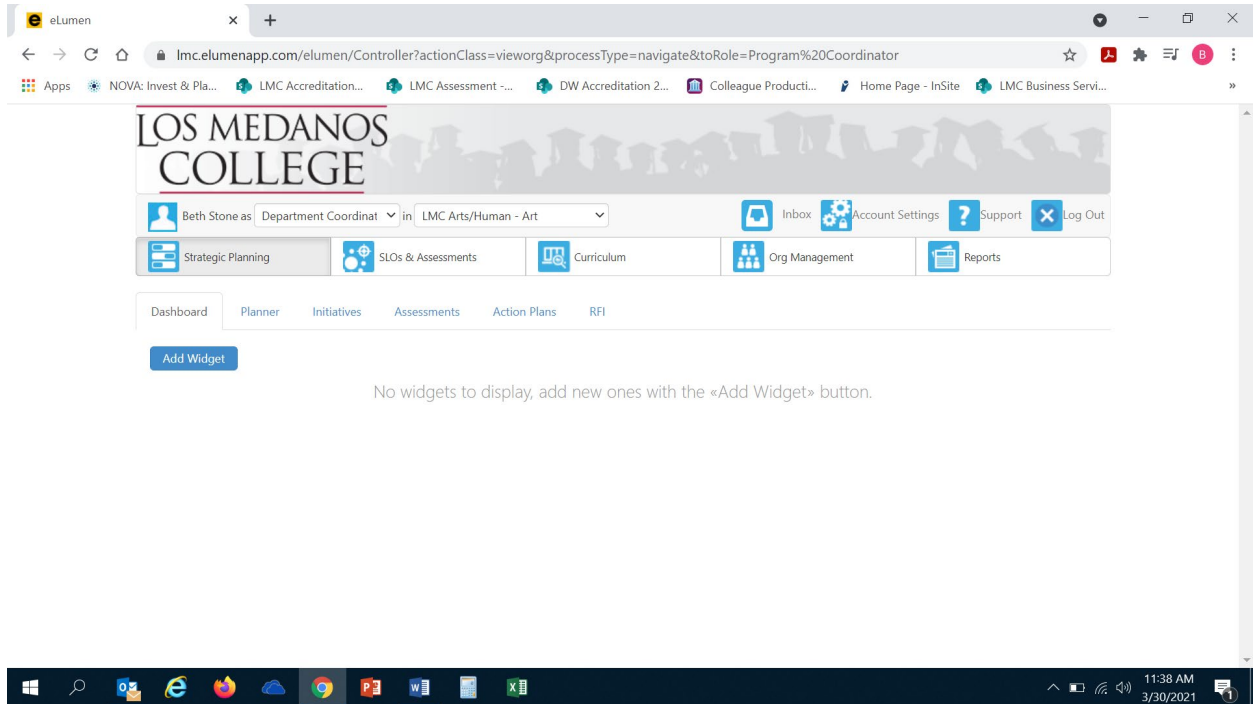 eLumen
lmc.elumenapp.com/elumen/Controller?actionClass=vieworg&processType=navigate&toRole=Program%20Coordinator
B
Apps NOVA: Invest & Pla... LMC Accreditation... LMC Assessment -... DW Accreditation 2... Colleague Producti... Home Page - InSite LMC Business Servi... »
LOS MEDANOS
COLLEGE
Beth Stone as Department Coordinat in LMC Arts/Human - Art Inbox Account Settings Support Log Out
Strategic Planning SLOs & Assessments Curriculum Org Management Reports
Dashboard Planner Initiatives Assessments Action Plans RFI
Add Widget
No widgets to display, add new ones with the «Add Widget» button.
11:38 AM
3/30/2021
1